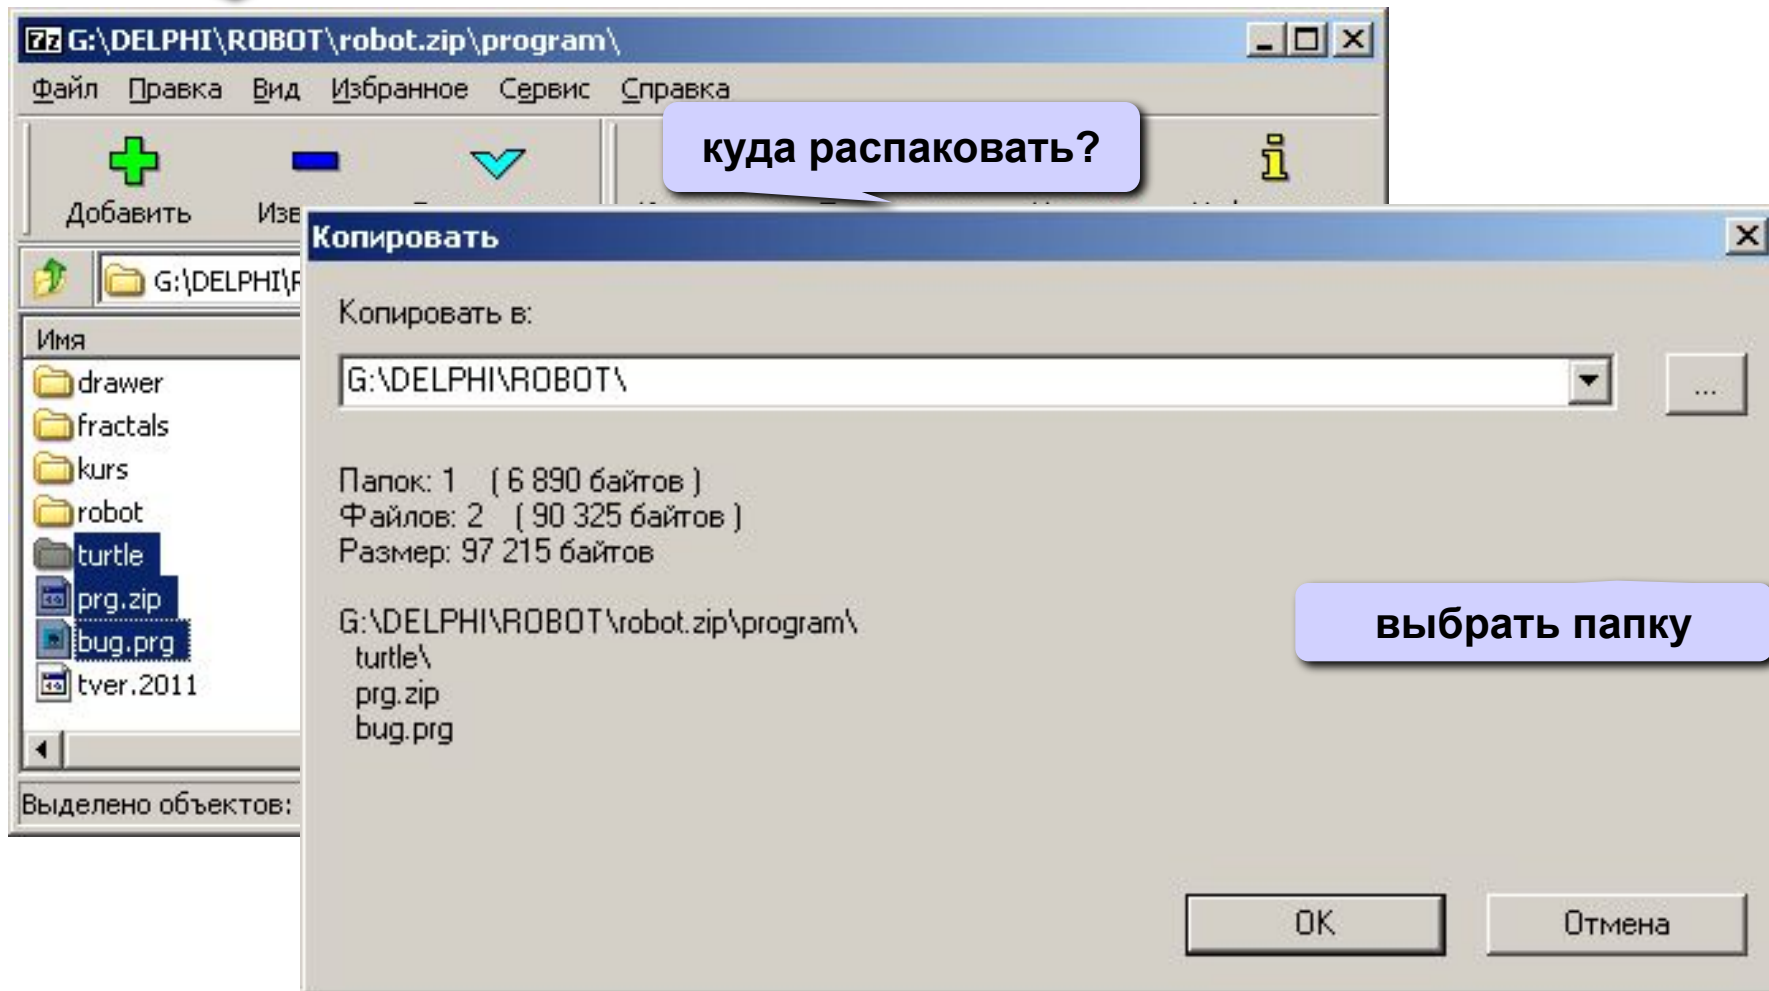 G:\DELPHI\ROBOT\robot.zip\program\
Файл Правка Вид Избранное Сервис Справка
куда распаковать?
Добавить
Копировать
Копировать в:
Имя
G:\DELPHI\ROBOT\
...
drawer
fractals
kurs
robot
turtle
prg.zip
bug.prg
tver.2011
Папок: 1 ( 6 890 байтов )
Файлов: 2 ( 90 325 байтов )
Размер: 97 215 байтов
G:\DELPHI\ROBOT\robot.zip\program\
turtle\
prg.zip
bug.prg
выбрать папку
Выделено объектов:
OK Отмена